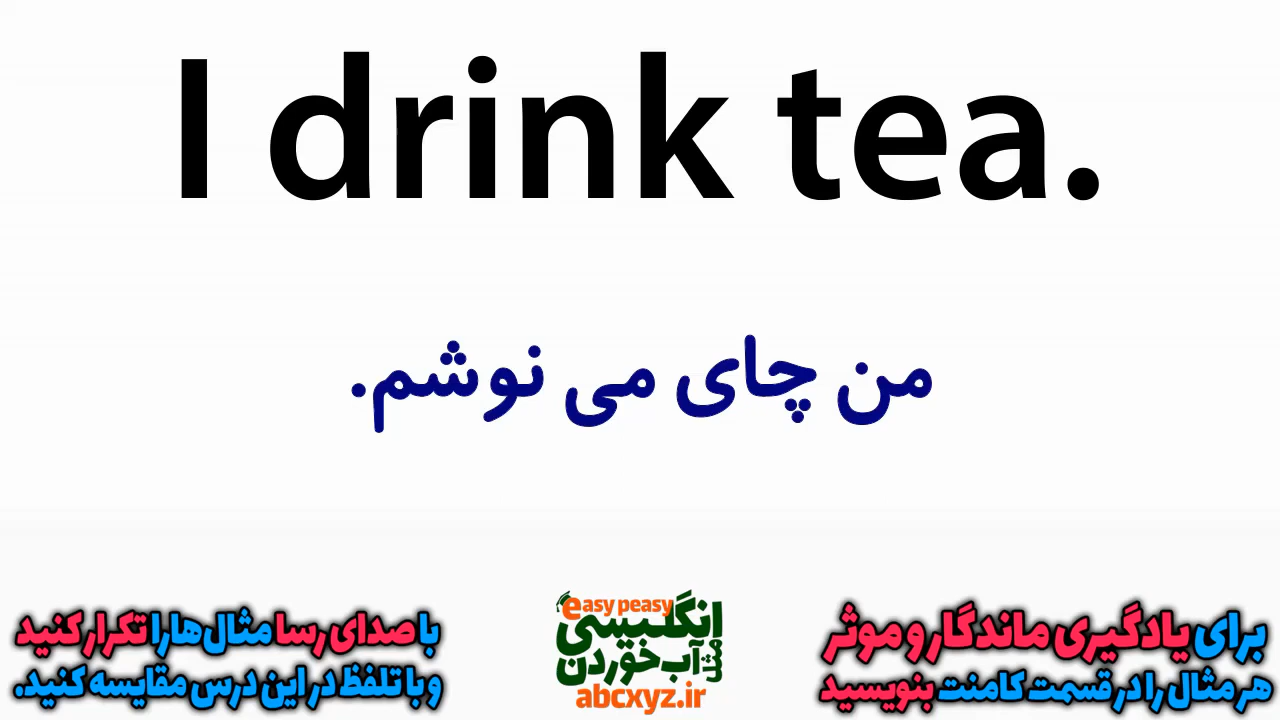 I drink tea.
من چای می نوشم.
برای یادگیری ماندگار و موثر
هر مثال را در قسمت کامنت بنویسید
easy peasy
انگلیسی
مثل آب خوردن
abcxyz.ir
با صدای رسا مثال‌ها را تکرار کنید
و با تلفظ در این درس مقایسه کنید.